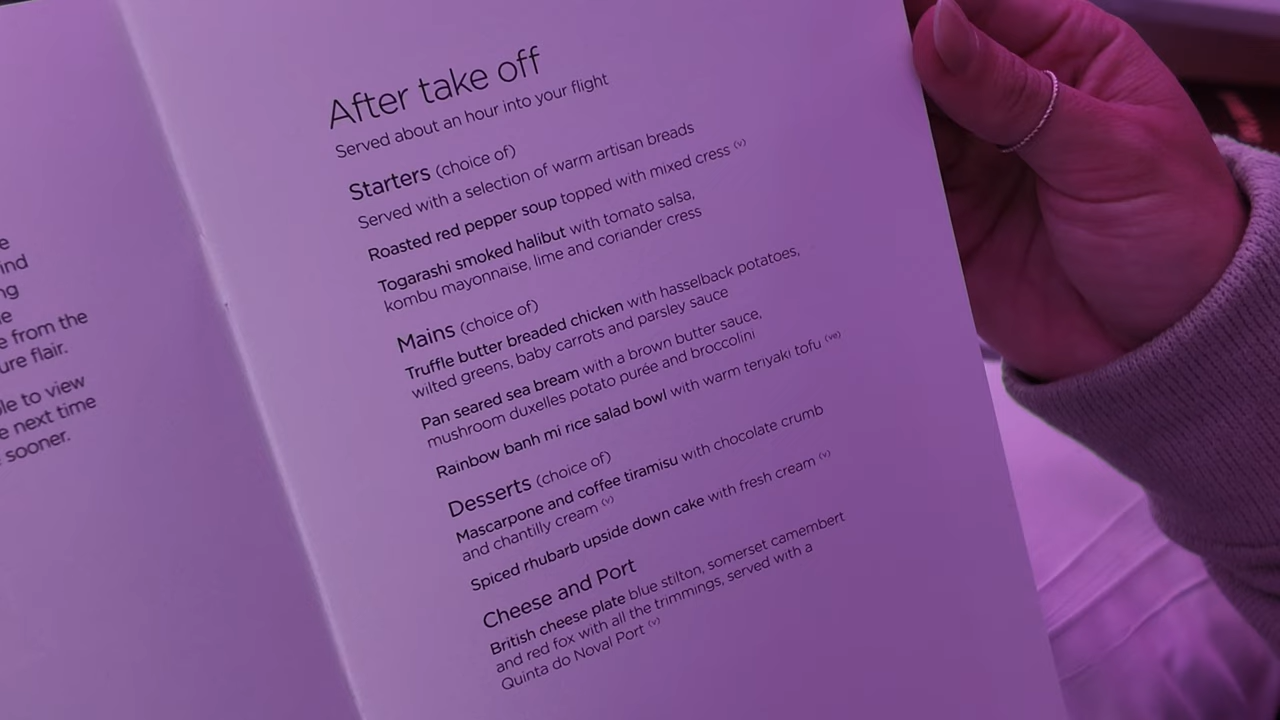 e
ind
ng
e
e from the
ure flair.
le to view
e next time
sooner.
After take off
Served about an hour into your flight
Starters (choice of)
Served with a selection of warm artisan breads
Roasted red pepper soup topped with mixed cress (v)
Togarashi smoked halibut with tomato salsa,
kombu mayonnaise, lime and coriander cress
Mains (choice of)
Truffle butter breaded chicken with hasselback potatoes,
wilted greens, baby carrots and parsley sauce
Pan seared sea bream with a brown butter sauce,
mushroom duxelles potato purée and broccolini
Rainbow banh mi rice salad bowl with warm teriyaki tofu (ve)
Desserts (choice of)
Mascarpone and coffee tiramisu with chocolate crumb
and chantilly cream (v)
Spiced rhubarb upside down cake with fresh cream (v)
Cheese and Port
British cheese plate blue stilton, somerset camembert
and red fox with all the trimmings, served with a
Quinta do Noval Port (v)